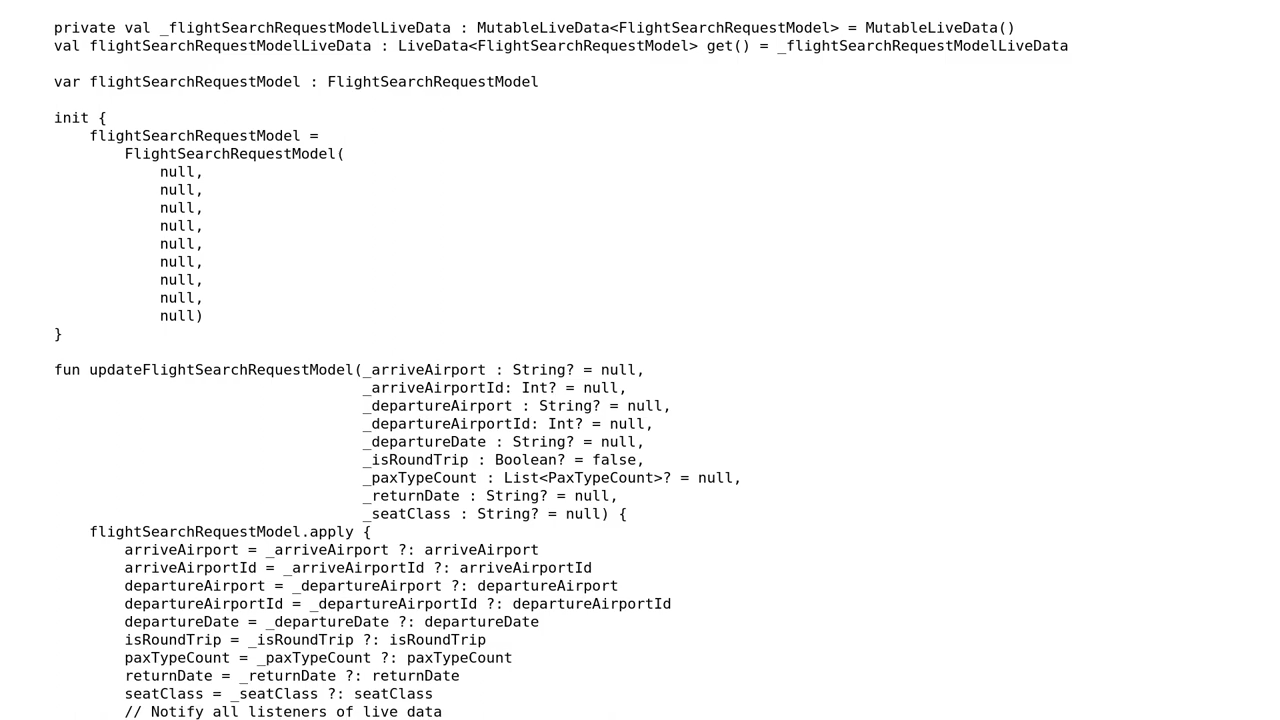 private val _flightSearchRequestModelLiveData : MutableLiveData<FlightSearchRequestModel> = MutableLiveData()
val flightSearchRequestModelLiveData : LiveData<FlightSearchRequestModel> get() = _flightSearchRequestModelLiveData

var flightSearchRequestModel : FlightSearchRequestModel

init {
    flightSearchRequestModel =
        FlightSearchRequestModel(
            null,
            null,
            null,
            null,
            null,
            null,
            null,
            null,
            null)
}

fun updateFlightSearchRequestModel(_arriveAirport : String? = null,
                                   _arriveAirportId: Int? = null,
                                   _departureAirport : String? = null,
                                   _departureAirportId: Int? = null,
                                   _departureDate : String? = null,
                                   _isRoundTrip : Boolean? = false,
                                   _paxTypeCount : List<PaxTypeCount>? = null,
                                   _returnDate : String? = null,
                                   _seatClass : String? = null) {
    flightSearchRequestModel.apply {
        arriveAirport = _arriveAirport ?: arriveAirport
        arriveAirportId = _arriveAirportId ?: arriveAirportId
        departureAirport = _departureAirport ?: departureAirport
        departureAirportId = _departureAirportId ?: departureAirportId
        departureDate = _departureDate ?: departureDate
        isRoundTrip = _isRoundTrip ?: isRoundTrip
        paxTypeCount = _paxTypeCount ?: paxTypeCount
        returnDate = _returnDate ?: returnDate
        seatClass = _seatClass ?: seatClass
        // Notify all listeners of live data